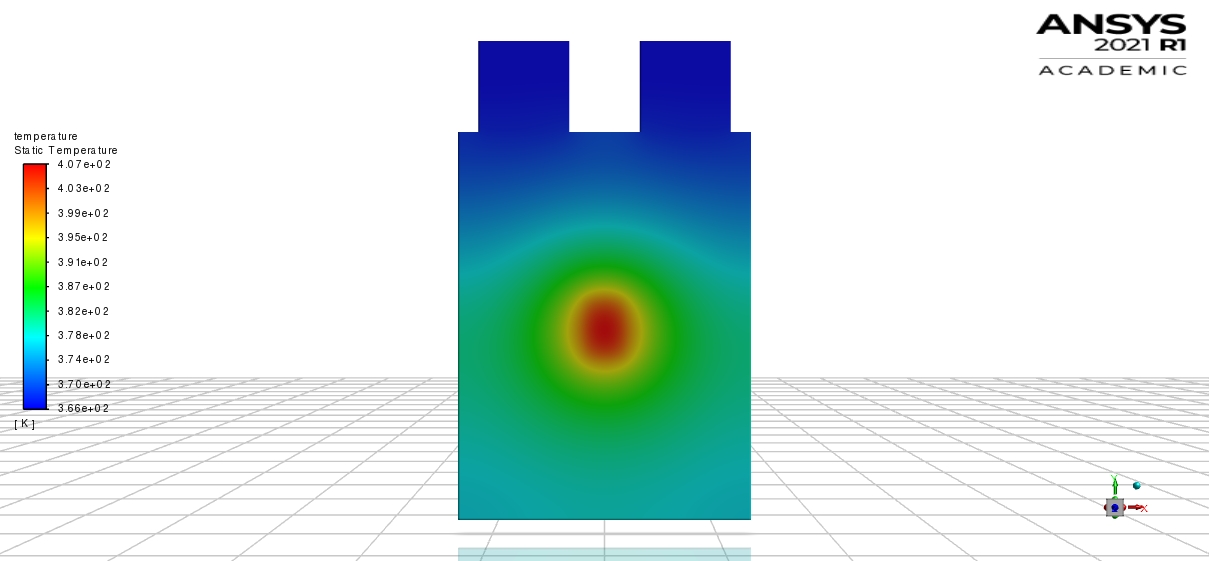 ANSYS
2021 R1
ACADEMIC
temperature
Static Temperature
4.07e+02
4.03e+02
3.99e+02
3.95e+02
3.91e+02
3.87e+02
3.82e+02
3.78e+02
3.74e+02
3.70e+02
3.66e+02
[ K ]
Y
X